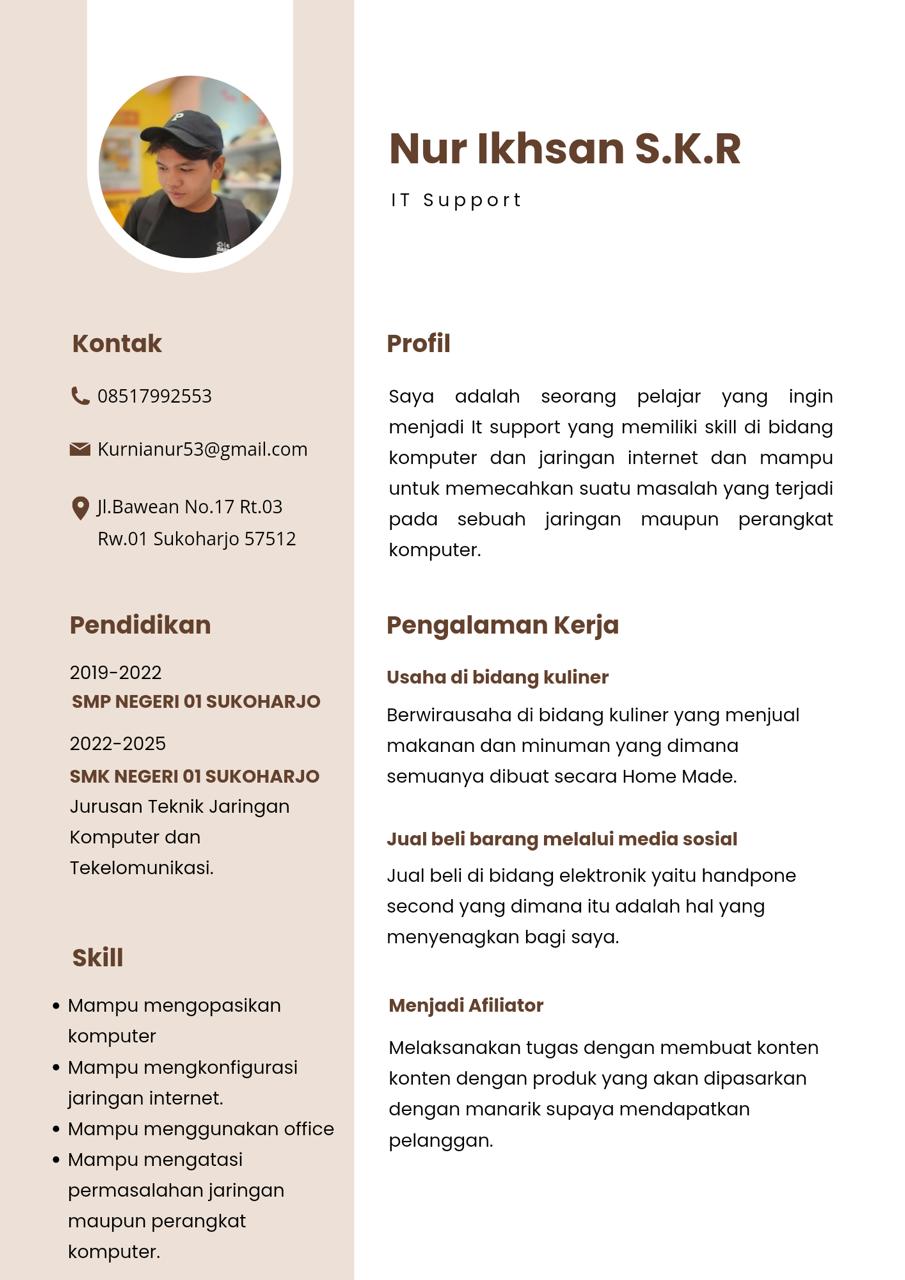 Nur Ikhsan S.K.R
IT Support
Kontak
08517992553
Kurnianur53@gmail.com
Jl.Bawean No.17 Rt.03
Rw.01 Sukoharjo 57512
Pendidikan
2019-2022
SMP NEGERI 01 SUKOHARJO
2022-2025
SMK NEGERI 01 SUKOHARJO
Jurusan Teknik Jaringan
Komputer dan
Tekelomunikasi.
Skill
Mampu mengopasikan
komputer
Mampu mengkonfigurasi
jaringan internet.
Mampu menggunakan office
Mampu mengatasi
permasalahan jaringan
maupun perangkat
komputer.
Profil
Saya adalah seorang pelajar yang ingin
menjadi It support yang memiliki skill di bidang
komputer dan jaringan internet dan mampu
untuk memecahkan suatu masalah yang terjadi
pada sebuah jaringan maupun perangkat
komputer.
Pengalaman Kerja
Usaha di bidang kuliner
Berwirausaha di bidang kuliner yang menjual
makanan dan minuman yang dimana
semuanya dibuat secara Home Made.
Jual beli barang melalui media sosial
Jual beli di bidang elektronik yaitu handpone
second yang dimana itu adalah hal yang
menyenagkan bagi saya.
Menjadi Afiliator
Melaksanakan tugas dengan membuat konten
konten dengan produk yang akan dipasarkan
dengan manarik supaya mendapatkan
pelanggan.